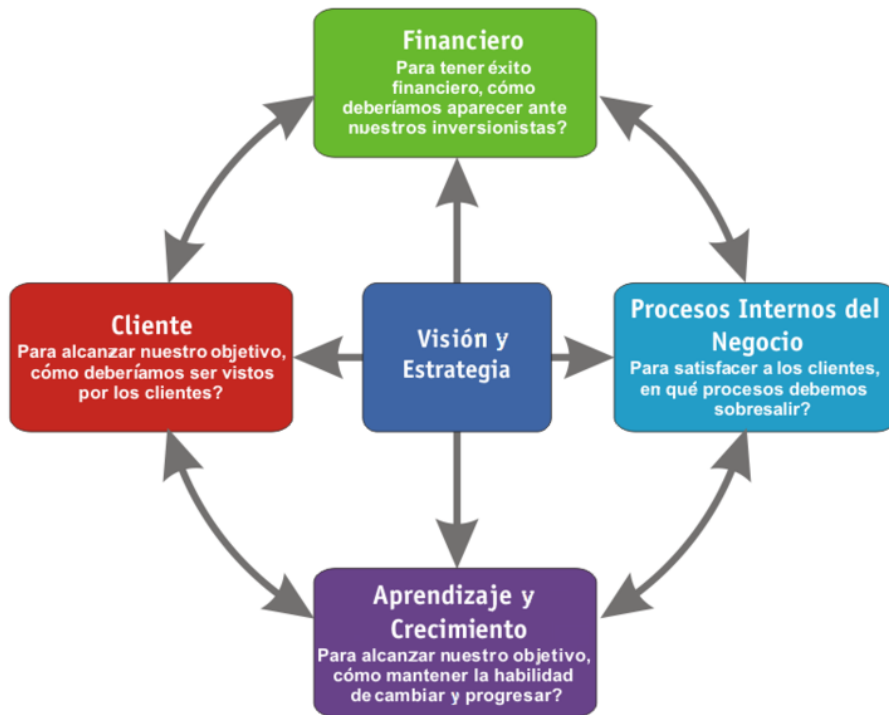 Financiero
Para tener éxito
financiero, cómo
deberíamos aparecer ante
nuestros inversionistas?
Cliente
Para alcanzar nuestro objetivo,
cómo deberíamos ser vistos
por los clientes?
Visión y
Estrategia
Procesos Internos del
Negocio
Para satisfacer a los clientes,
en qué procesos debemos
sobresalir?
Aprendizaje y
Crecimiento
Para alcanzar nuestro objetivo,
cómo mantener la habilidad
de cambiar y progresar?